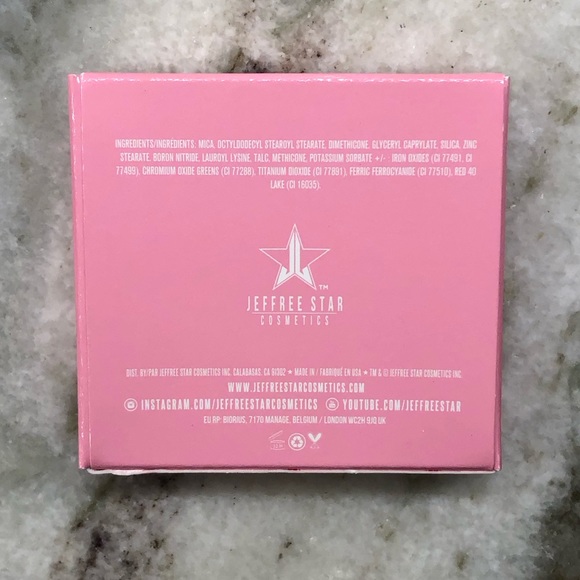 INGREDIENTS/INGRÉDIENTS: MICA, OCTYLDODECYL STEAROYL STEARATE, DIMETHICONE, GLYCERYL CAPRYLATE, SILICA, ZINC
STEARATE, BORON NITRIDE, LAUROYL LYSINE, TALC, METHICONE, POTASSIUM SORBATE +/- : IRON OXIDES (CI 77491, CI
77499), CHROMIUM OXIDE GREENS (CI 77288), TITANIUM DIOXIDE (CI 77891), FERRIC FERROCYANIDE (CI 77510), RED 40
LAKE (CI 16035).
TM
JEFFREE STAR
COSMETICS
DIST. BY/PAR JEFFREE STAR COSMETICS INC. CALABASAS, CA 91302 • MADE IN / FABRIQUÉ EN USA • TM & © JEFFREE STAR COSMETICS INC.
WWW.JEFFREESTARCOSMETICS.COM
INSTAGRAM.COM/JEFFREESTARCOSMETICS YOUTUBE.COM/JEFFREESTAR
EU RP: BIORIUS, 7170 MANAGE, BELGIUM / LONDON WC2H 9JQ UK